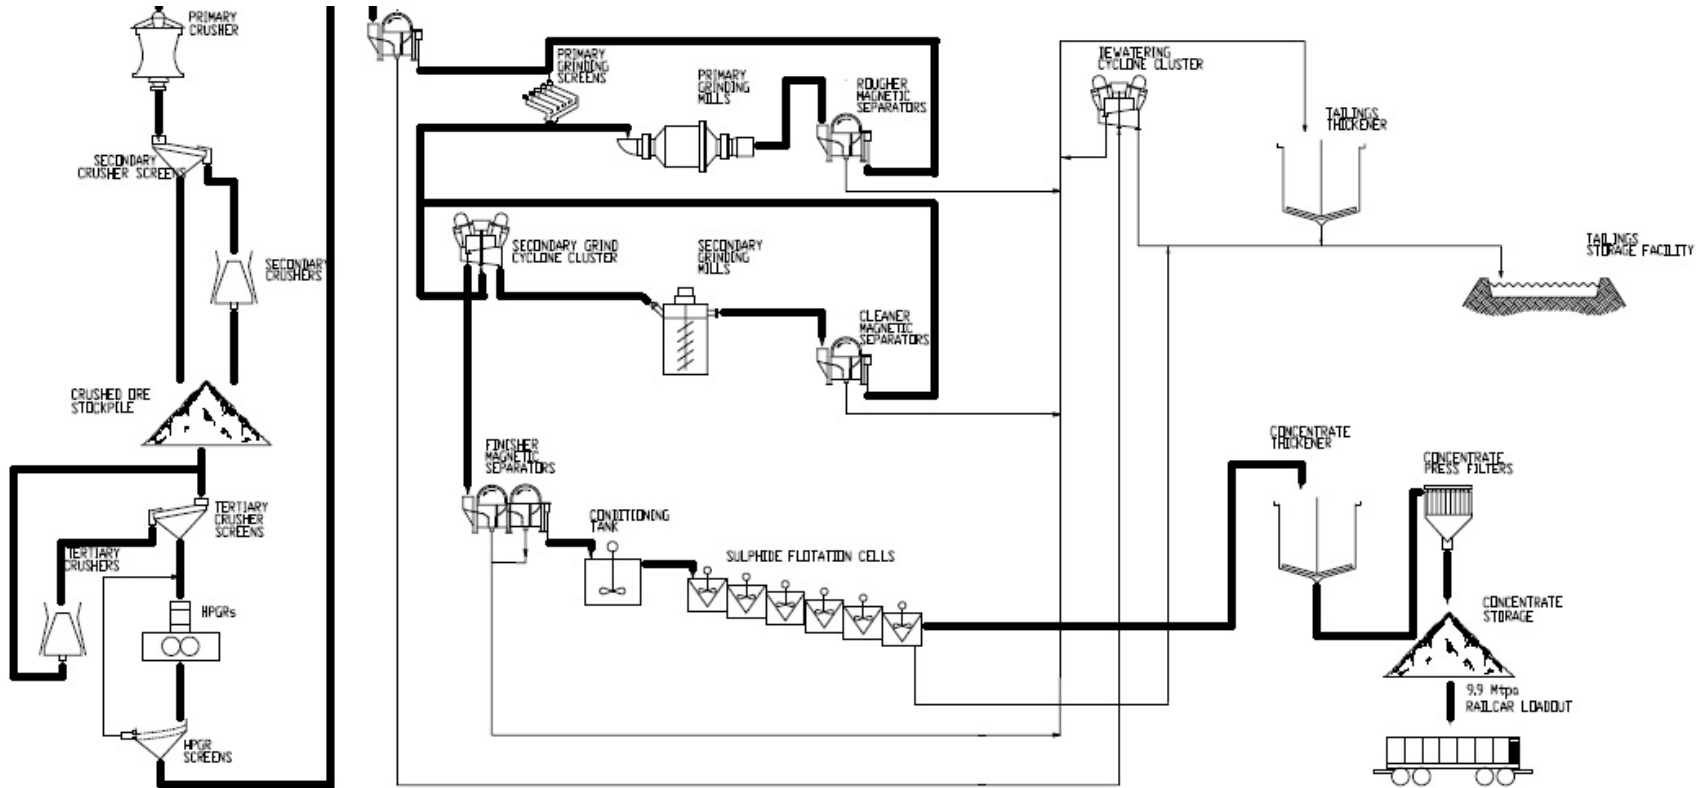 PRIMARY
CRUSHER
SECONDARY
CRUSHER SCREENS
SECONDARY
CRUSHERS
CRUSHED ORE
STOCKPILE
TERTIARY
CRUSHER
SCREENS
TERTIARY
CRUSHERS
HPGRs
HPGR
SCREENS
PRIMARY
GRINDING
SCREENS
PRIMARY
GRINDING
MILLS
ROUGHER
MAGNETIC
SEPARATORS
SECONDARY GRIND
CYCLONE CLUSTER
SECONDARY
GRINDING
MILLS
CLEANER
MAGNETIC
SEPARATORS
FINISHER
MAGNETIC
SEPARATORS
CONDITIONING
TANK
SULPHIDE FLOTATION CELLS
DEWATERING
CYCLONE CLUSTER
TAILINGS
THICKENER
TAILINGS
STORAGE FACILITY
CONCENTRATE
THICKENER
CONCENTRATE
PRESS FILTERS
CONCENTRATE
STORAGE
9.9 Mtpa
RAILCAR LOADOUT